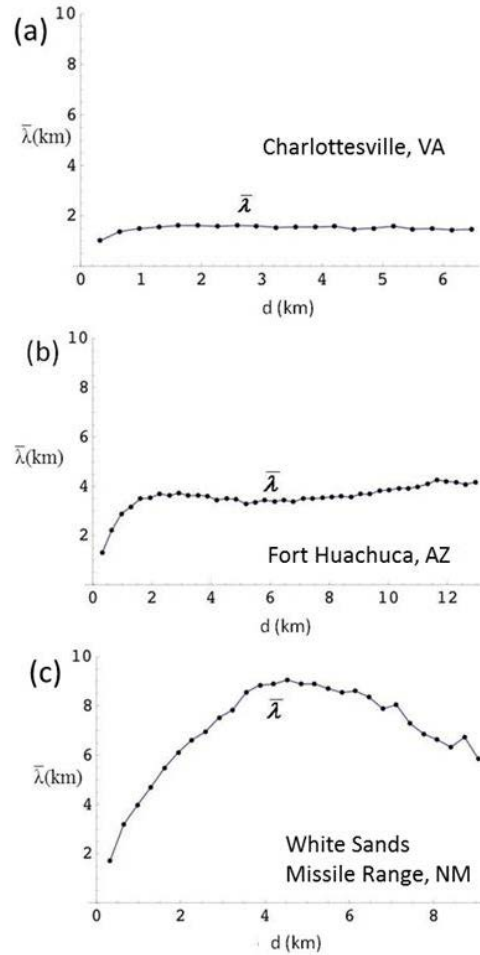 (a)
10
8
6
λ̄(km)
4
2
Charlottesville, VA
λ̄
0 1 2 3 4 5 6
d (km)
(b)
10
8
6
λ̄(km)
4
2
λ̄
Fort Huachuca, AZ
0 2 4 6 8 10 12
d (km)
(c)
10
8
6
λ̄(km)
4
2
λ̄
White Sands
Missile Range, NM
0 2 4 6 8
d (km)